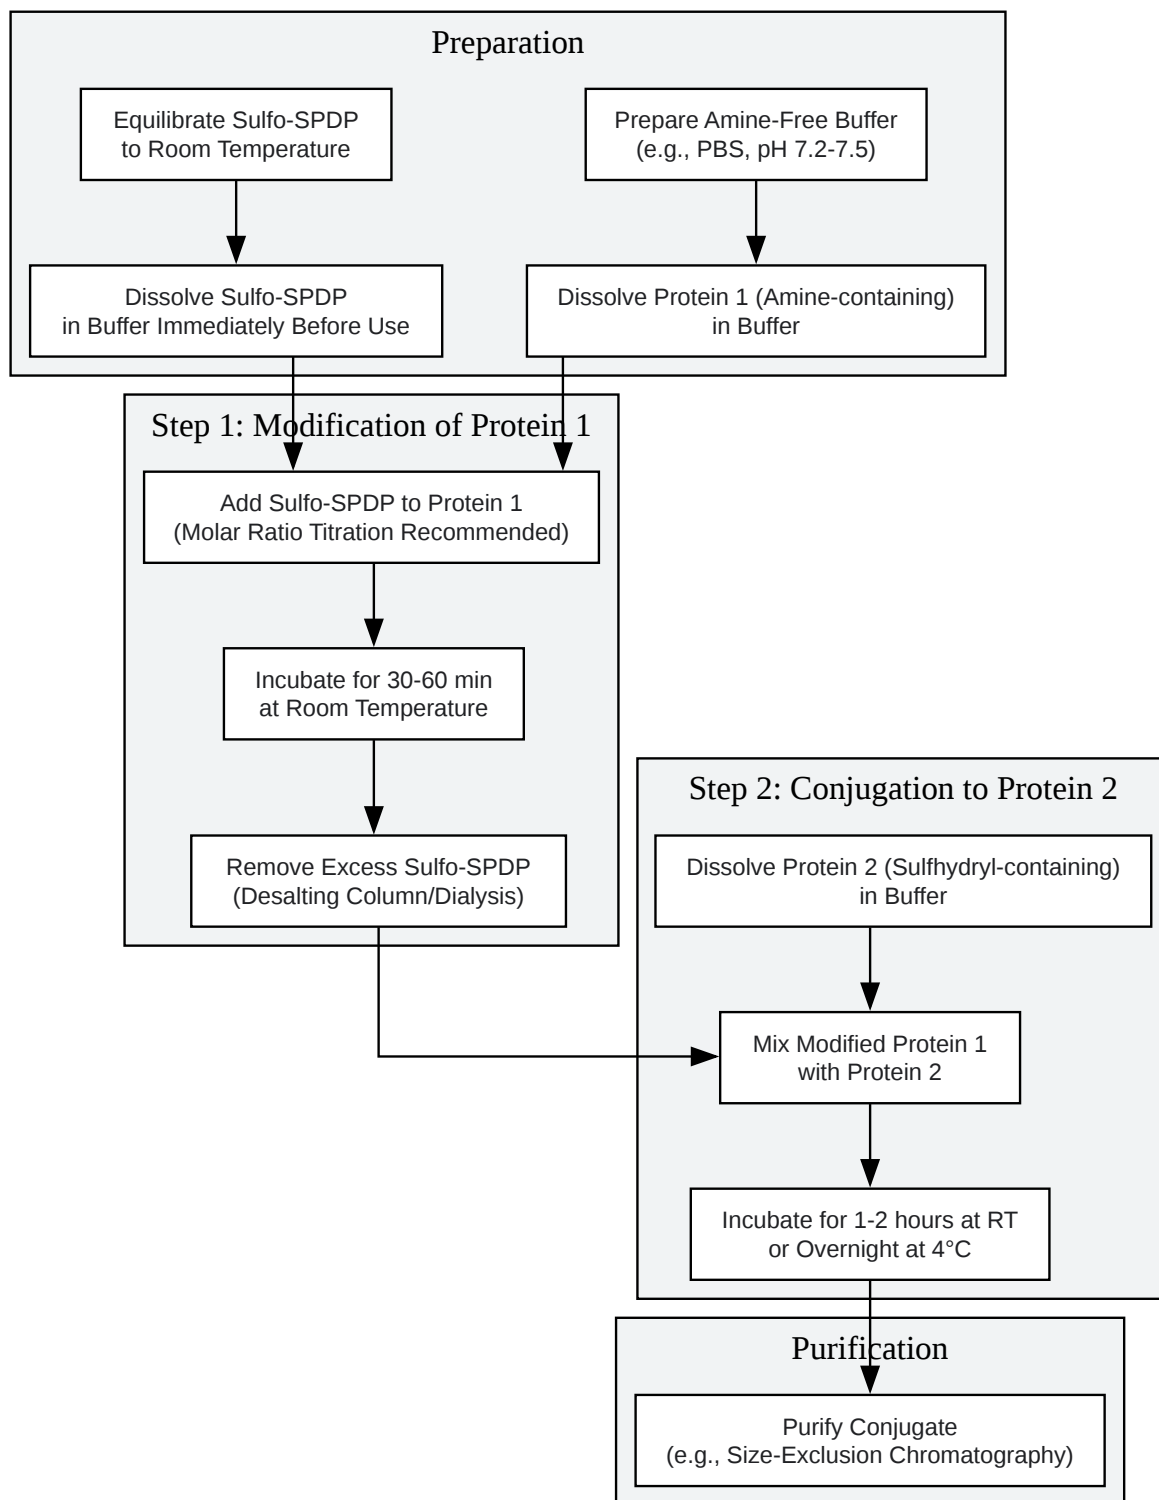 Preparation
Equilibrate Sulfo-SPDP
to Room Temperature
Prepare Amine-Free Buffer
(e.g., PBS, pH 7.2-7.5)
Dissolve Sulfo-SPDP
in Buffer Immediately Before Use
Dissolve Protein 1 (Amine-containing)
in Buffer
Step 1: Modification of Protein 1
Add Sulfo-SPDP to Protein 1
(Molar Ratio Titration Recommended)
Incubate for 30-60 min
at Room Temperature
Remove Excess Sulfo-SPDP
(Desalting Column/Dialysis)
Step 2: Conjugation to Protein 2
Dissolve Protein 2 (Sulfhydryl-containing)
in Buffer
Mix Modified Protein 1
with Protein 2
Incubate for 1-2 hours at RT
or Overnight at 4°C
Purification
Purify Conjugate
(e.g., Size-Exclusion Chromatography)